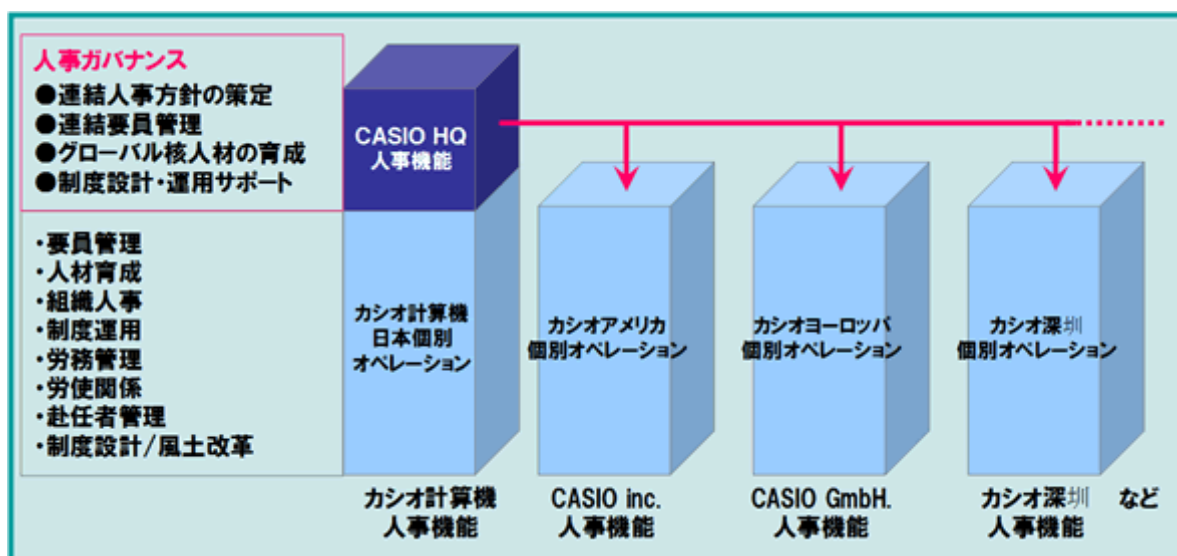 人事ガバナンス
●連結人事方針の策定
●連結要員管理
●グローバル核人材の育成
●制度設計・運用サポート
・要員管理
・人材育成
・組織人事
・制度運用
・労務管理
・労使関係
・赴任者管理
・制度設計/風土改革
CASIO HQ
人事機能
カシオ計算機
日本個別
オペレーション
カシオアメリカ
個別オペレーション
カシオヨーロッパ
個別オペレーション
カシオ深圳
個別オペレーション
カシオ計算機
人事機能
CASIO inc.
人事機能
CASIO GmbH.
人事機能
カシオ深圳 など
人事機能